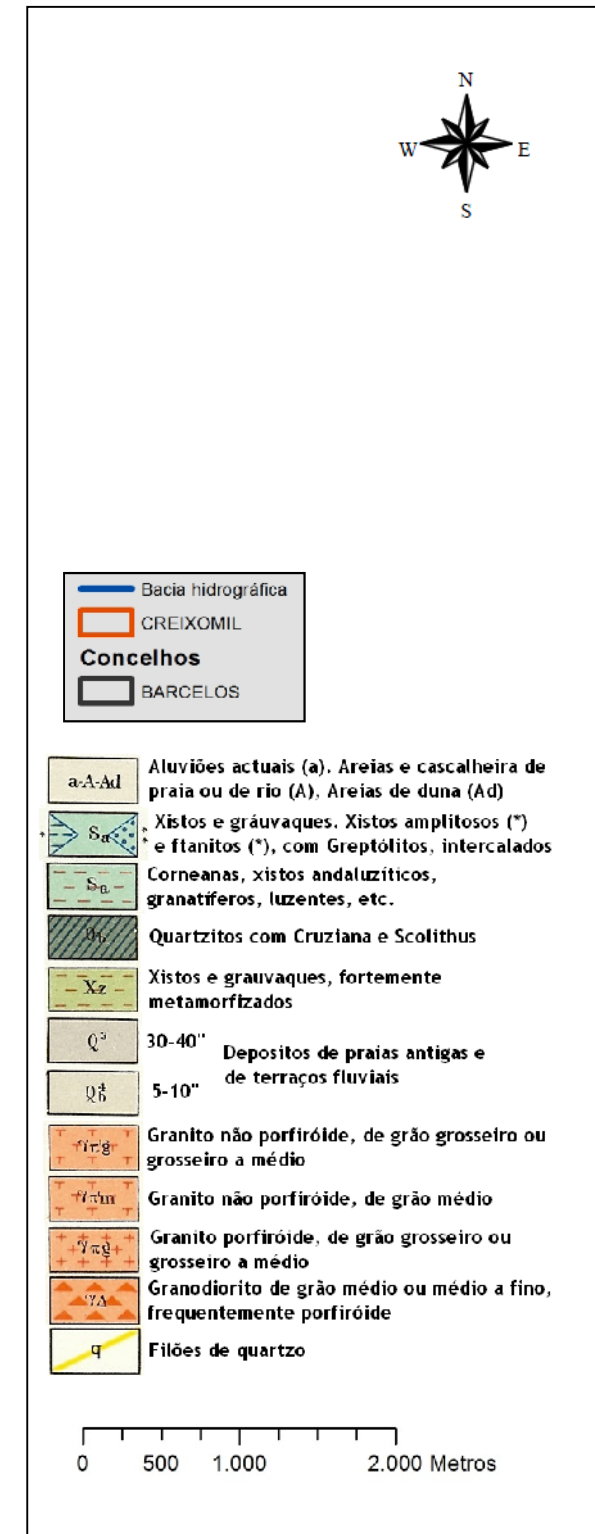 N
W E
S
Bacia hidrográfica
CREIXOMIL
Concelhos
BARCELOS
a-A-Ad Aluviões actuais (a). Areias e cascalheira de
praia ou de rio (A), Areias de duna (Ad)
* Sa * Xistos e gráuvaques. Xistos amplitosos (*)
* e ftanitos (*), com Greptólitos, intercalados
Sa Corneanas, xistos andaluzíticos,
granatíferos, luzentes, etc.
Quartzitos com Cruziana e Scolithus
Xz Xistos e grauvaques, fortemente
metamorfizados
30-40"
Depositos de praias antigas e
de terraços fluviais
5-10"
Granito não porfiróide, de grão grosseiro ou
grosseiro a médio
Granito não porfiróide, de grão médio
γπg Granito porfiróide, de grão grosseiro ou
grosseiro a médio
γΔ Granodiorito de grão médio ou médio a fino,
frequentemente porfiróide
q Filões de quartzo
0 500 1.000 2.000 Metros